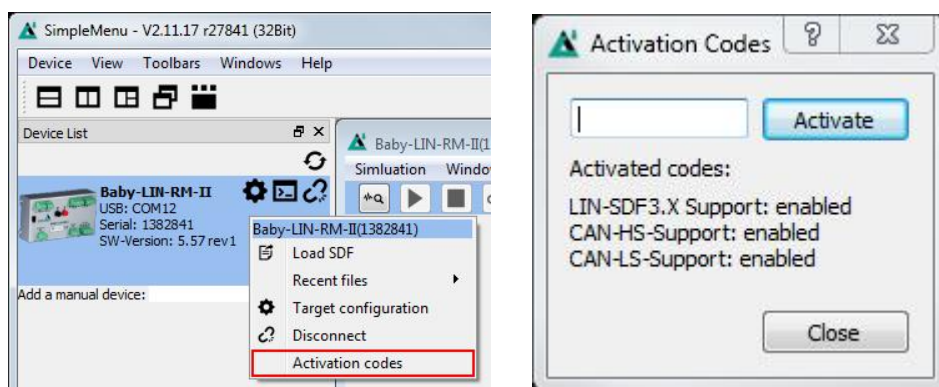 SimpleMenu - V2.11.17 r27841 (32Bit)
Device View Toolbars Windows Help
Device List
Baby-LIN-RM-II
USB: COM12
Serial: 1382841
SW-Version: 5.57 rev1
Add a manual device:
Baby-LIN-RM-II(1
Simluation Windo
Baby-LIN-RM-II(1382841)
Load SDF
Recent files
Target configuration
Disconnect
Activation codes
Activation Codes
Activate
Activated codes:
LIN-SDF3.X Support: enabled
CAN-HS-Support: enabled
CAN-LS-Support: enabled
Close